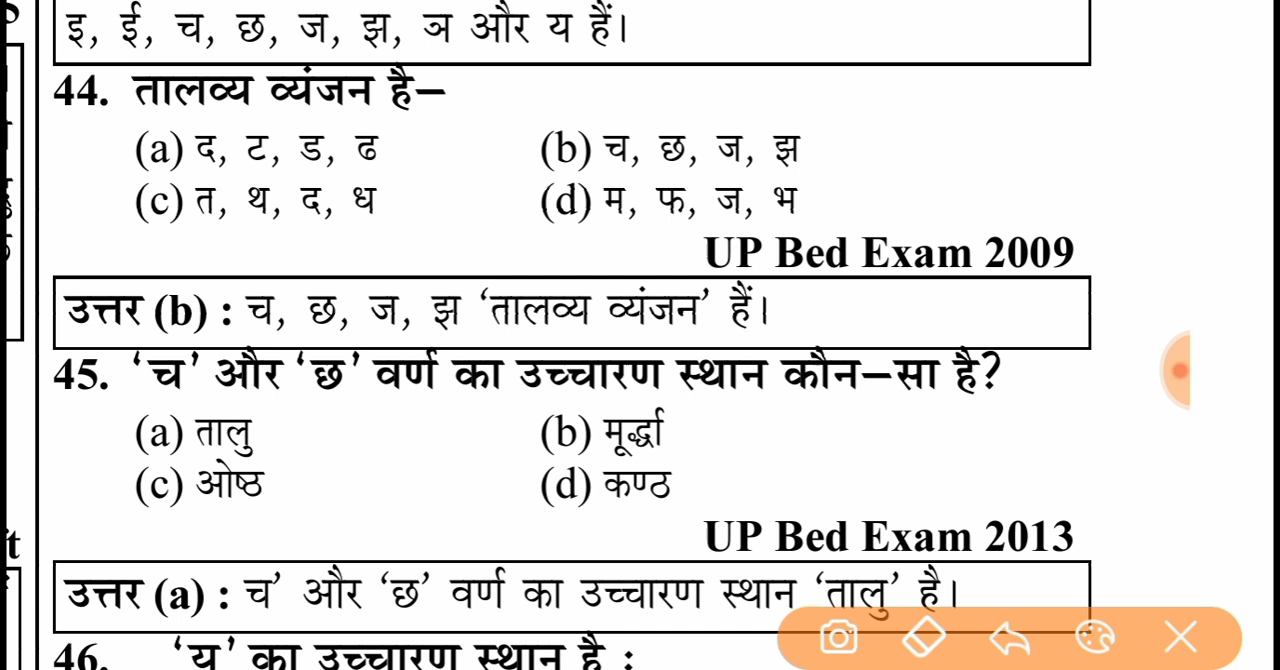 इ, ई, च, छ, ज, झ, ञ और य हैं।
44. तालव्य व्यंजन है–
(a) द, ट, ड, ढ (b) च, छ, ज, झ
(c) त, थ, द, ध (d) म, फ, ज, भ
UP Bed Exam 2009
उत्तर (b) : च, छ, ज, झ ‘तालव्य व्यंजन’ हैं।
45. ‘च’ और ‘छ’ वर्ण का उच्चारण स्थान कौन–सा है?
(a) तालु (b) मूर्द्धा
(c) ओष्ठ (d) कण्ठ
UP Bed Exam 2013
उत्तर (a) : च’ और ‘छ’ वर्ण का उच्चारण स्थान ‘तालु’ है।
46. ‘य’ का उच्चारण स्थान है :